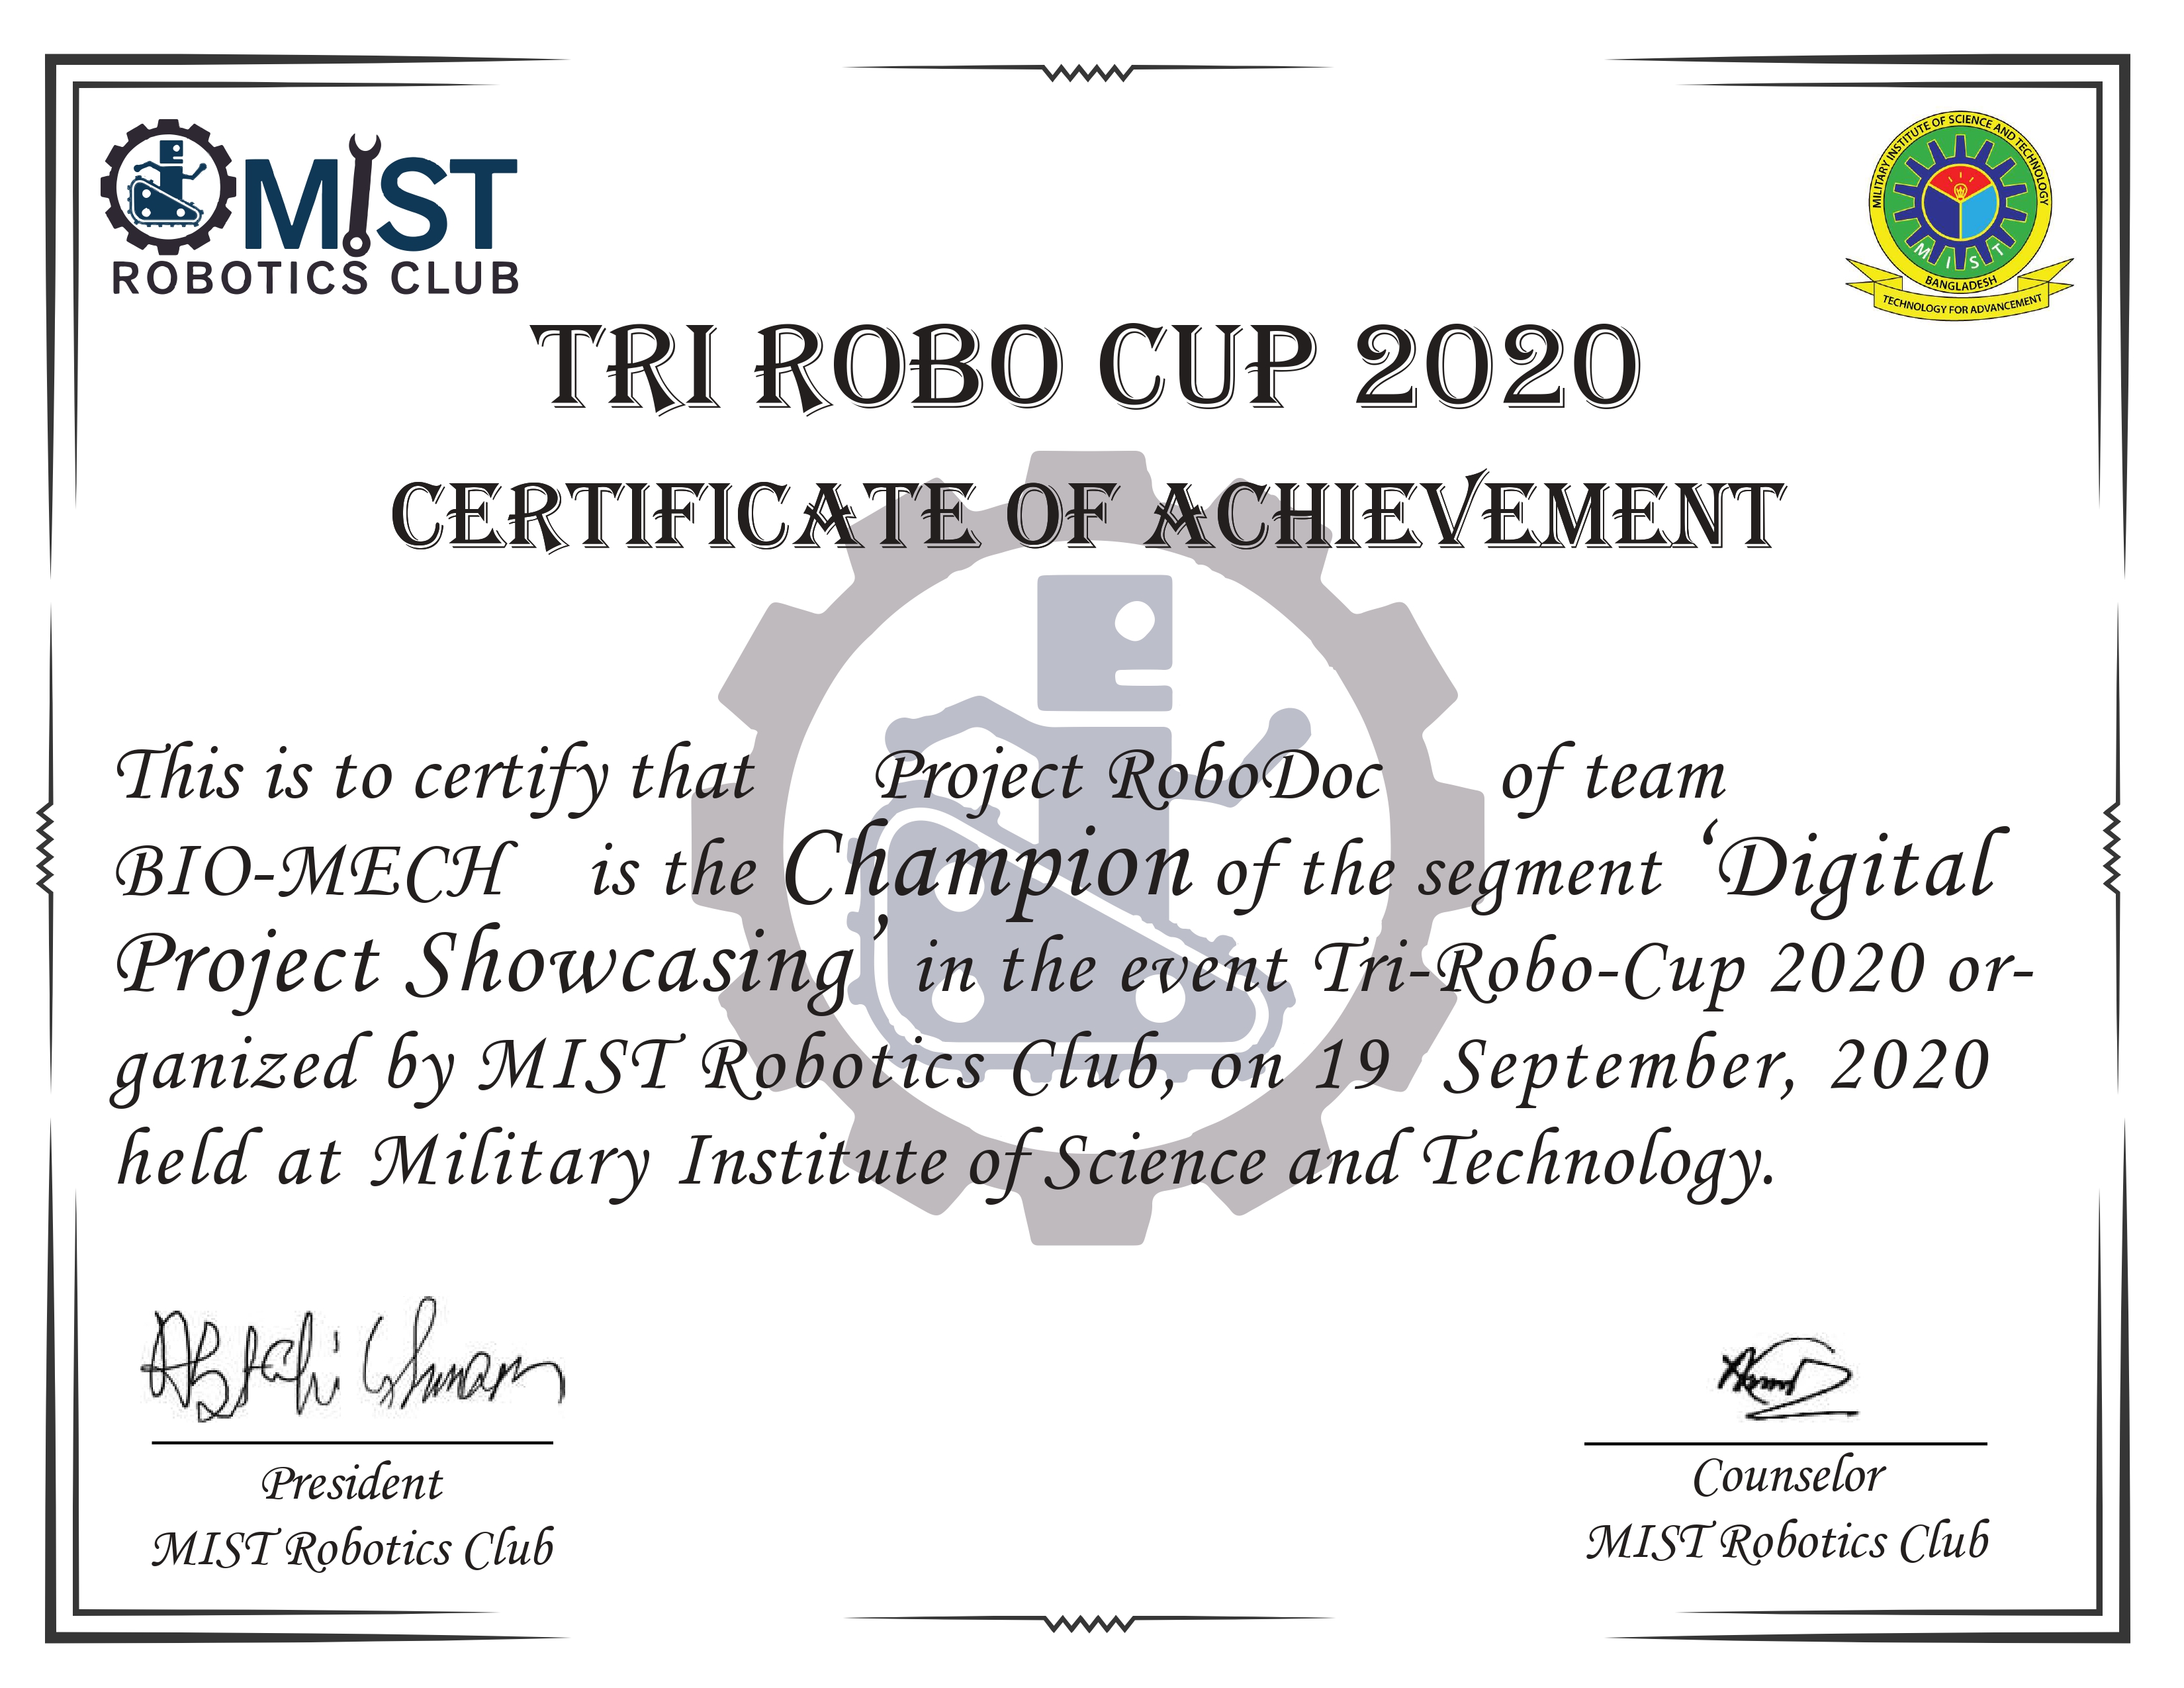 MIST
ROBOTICS CLUB
MILITARY INSTITUTE OF SCIENCE AND TECHNOLOGY
MIST
BANGLADESH
TECHNOLOGY FOR ADVANCEMENT
TRI ROBO CUP 2020
CERTIFICATE OF ACHIEVEMENT
This is to certify that Project RoboDoc of team
BIO-MECH is the Champion of the segment ‘Digital
Project Showcasing’ in the event Tri-Robo-Cup 2020 or-
ganized by MIST Robotics Club, on 19 September, 2020
held at Military Institute of Science and Technology.
President
MIST Robotics Club
Counselor
MIST Robotics Club